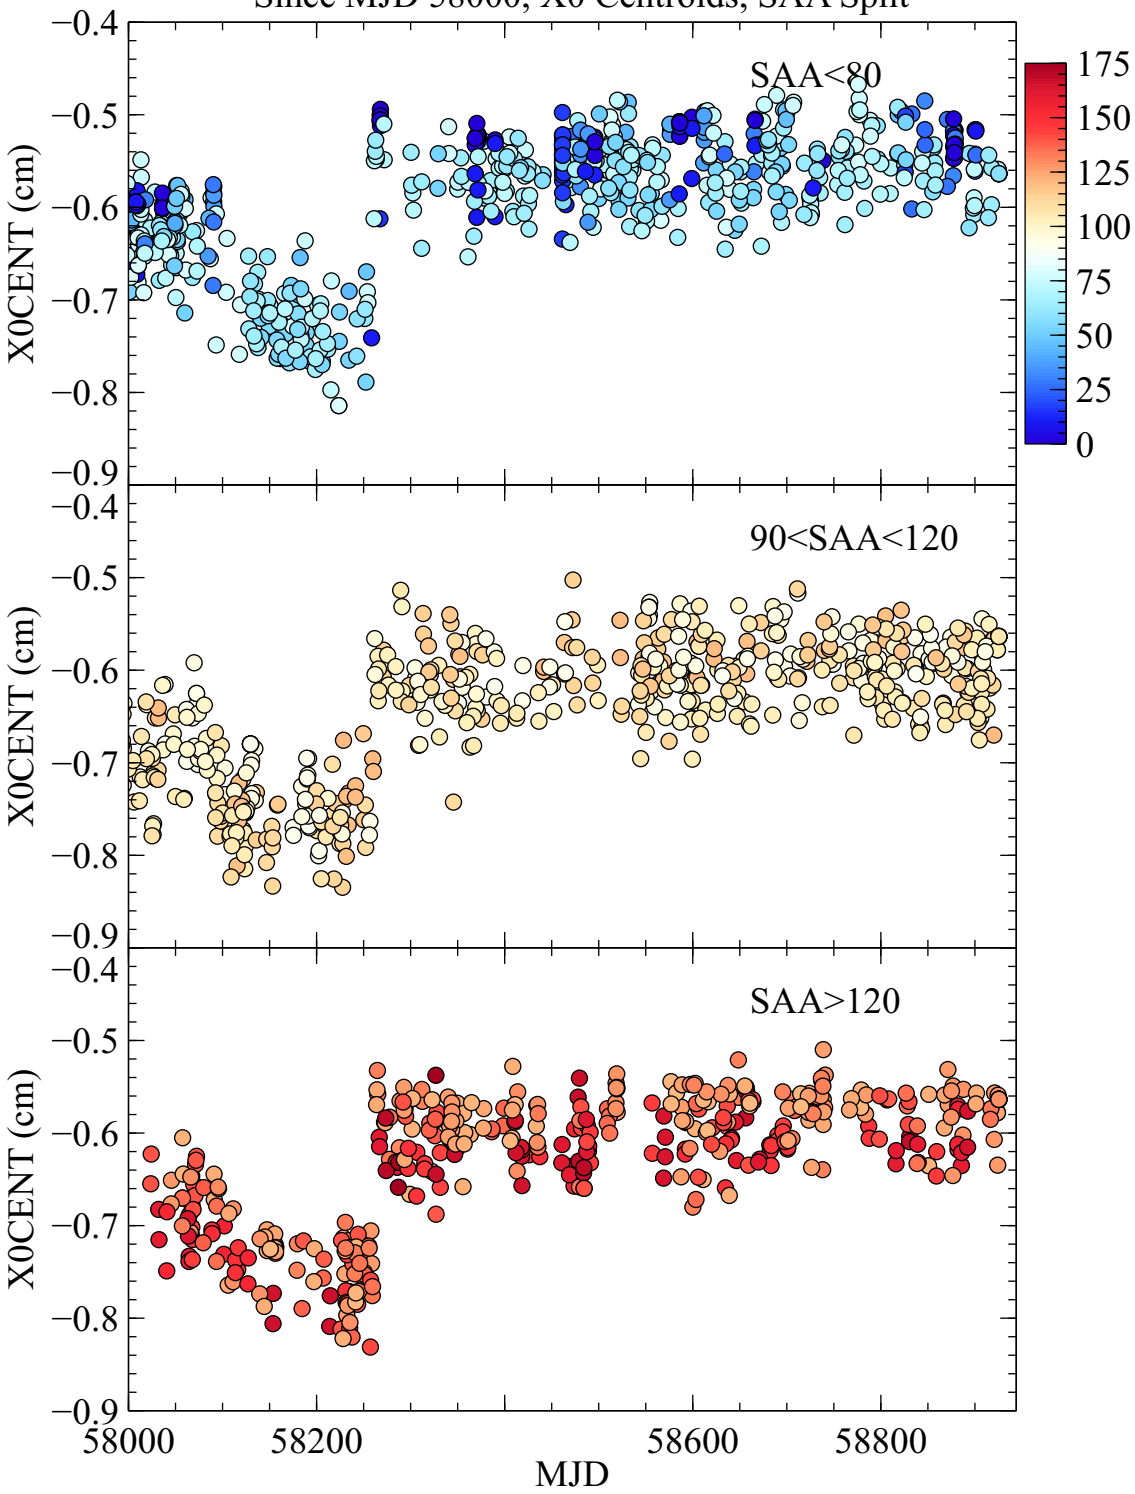 Since MJD 58000, X0 Centroids, SAA Split
−0.4
SAA<80
−0.5
−0.6
−0.7
−0.8
−0.9
X0CENT (cm)
175
150
125
100
75
50
25
0
−0.4
90<SAA<120
−0.5
−0.6
−0.7
−0.8
−0.9
X0CENT (cm)
−0.4
SAA>120
−0.5
−0.6
−0.7
−0.8
−0.9
X0CENT (cm)
58000 58200 58600 58800
MJD